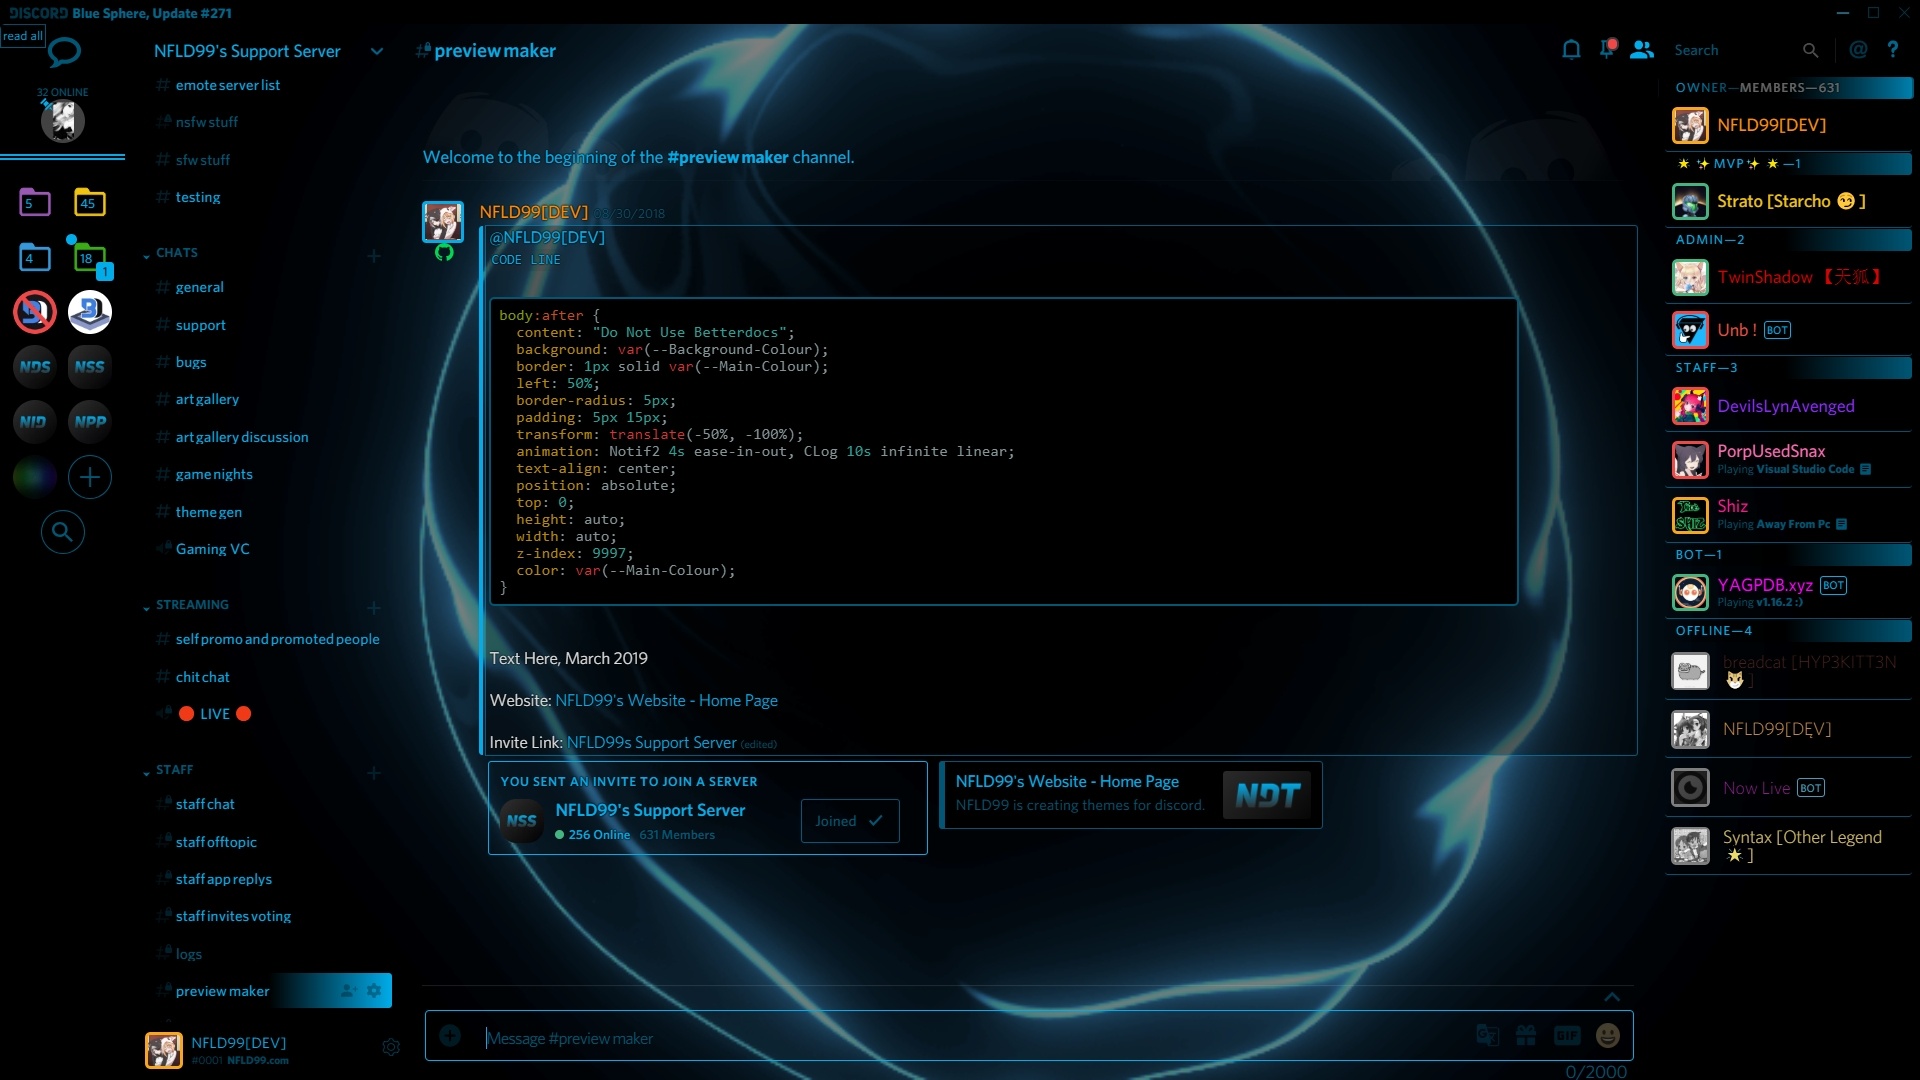 DISCORD Blue Sphere, Update #271
read all
32 ONLINE
5
45
4
18
1
NDS
NSS
NID
NPP
NFLD99's Support Server
emote server list
nsfw stuff
sfw stuff
testing
CHATS
general
support
bugs
art gallery
art gallery discussion
game nights
theme gen
Gaming VC
STREAMING
self promo and promoted people
chit chat
🔴 LIVE 🔴
STAFF
staff chat
staff offtopic
staff app replys
staff invites voting
logs
preview maker
NFLD99[DEV]
#0001 NFLD99.com
# preview maker
Search
Welcome to the beginning of the #preview maker channel.
NFLD99[DEV] 08/30/2018
@NFLD99[DEV]
CODE LINE
body:after {
content: "Do Not Use Betterdocs";
background: var(--Background-Colour);
border: 1px solid var(--Main-Colour);
left: 50%;
border-radius: 5px;
padding: 5px 15px;
transform: translate(-50%, -100%);
animation: Notif2 4s ease-in-out, CLog 10s infinite linear;
text-align: center;
position: absolute;
top: 0;
height: auto;
width: auto;
z-index: 9997;
color: var(--Main-Colour);
}
Text Here, March 2019
Website: NFLD99's Website - Home Page
Invite Link: NFLD99s Support Server (edited)
YOU SENT AN INVITE TO JOIN A SERVER
NSS
NFLD99's Support Server
256 Online 631 Members
Joined
NFLD99's Website - Home Page
NFLD99 is creating themes for discord.
NDT
Message #preview maker
GIF
0/2000
OWNER—MEMBERS—631
NFLD99[DEV]
🌟 ✨ MVP ✨ 🌟 —1
Strato [Starcho 😏 ]
ADMIN—2
TwinShadow 【天狐】
Unb ! BOT
STAFF—3
DevilsLynAvenged
PorpUsedSnax
Playing Visual Studio Code
Shiz
Playing Away From Pc
The SHIZ
BOT—1
YAGPDB.xyz BOT
Playing v1.16.2 :)
OFFLINE—4
breadcat [HYP3KITT3N
🐱 ]
NFLD99[DẸV]
Now Live BOT
Syntax [Other Legend
🌟 ]